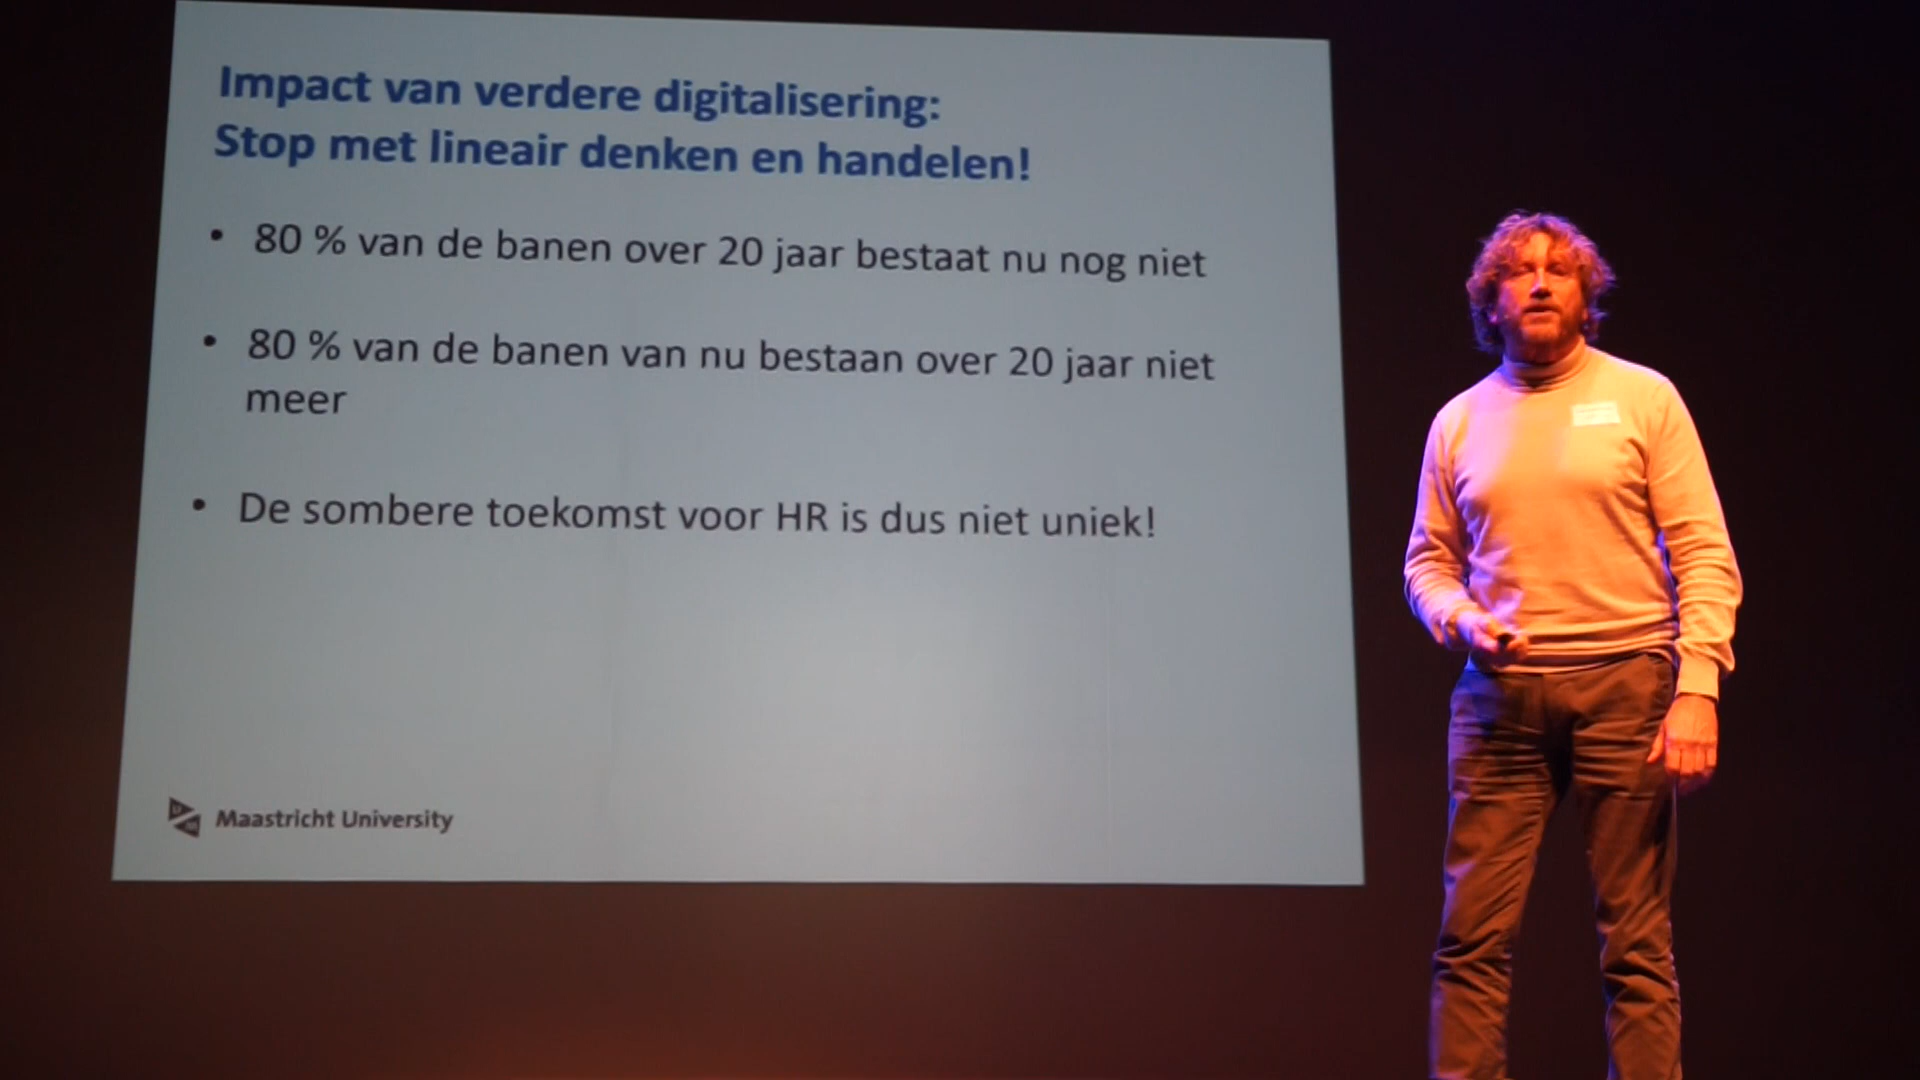 Impact van verdere digitalisering:
Stop met lineair denken en handelen!
• 80 % van de banen over 20 jaar bestaat nu nog niet
• 80 % van de banen van nu bestaan over 20 jaar niet
meer
• De sombere toekomst voor HR is dus niet uniek!
Maastricht University